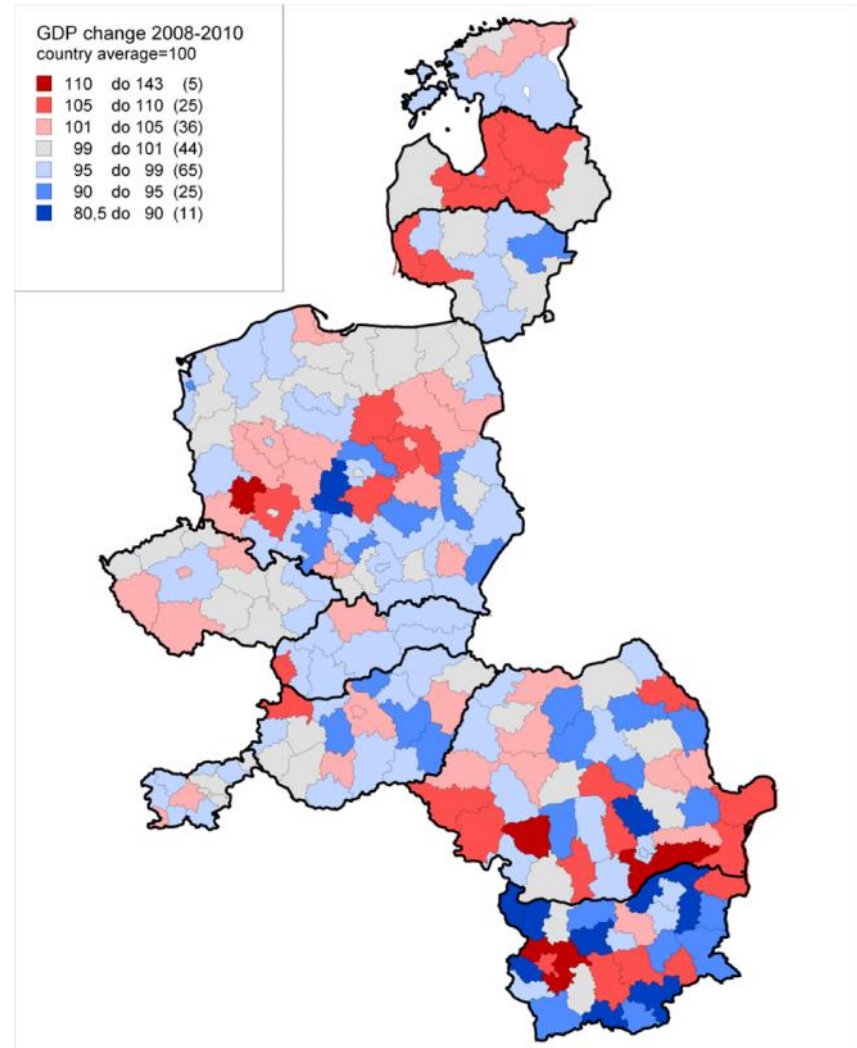 GDP change 2008-2010
country average=100
110 do 143 (5)
105 do 110 (25)
101 do 105 (36)
99 do 101 (44)
95 do 99 (65)
90 do 95 (25)
80,5 do 90 (11)